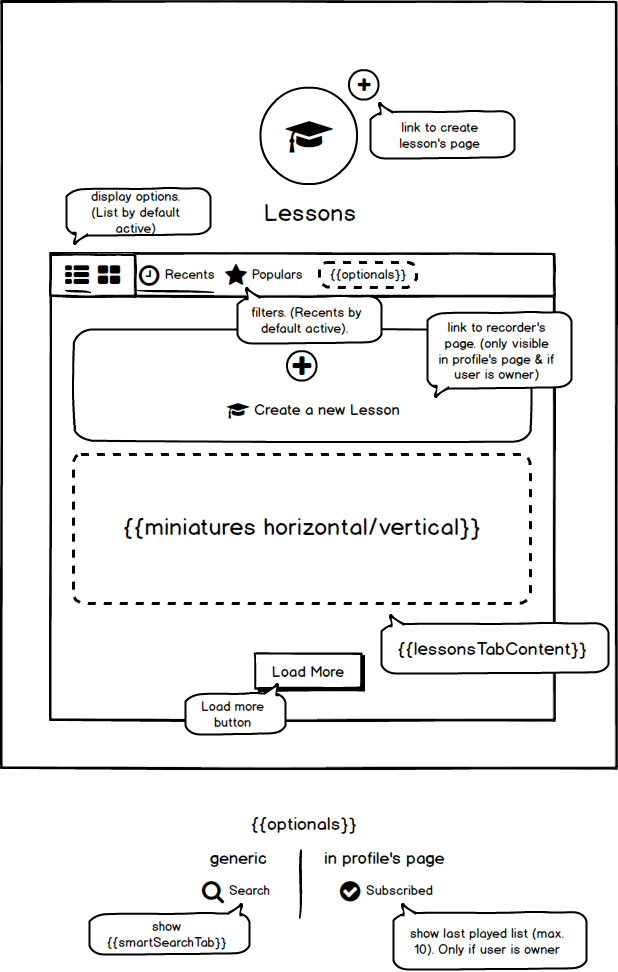 link to create
lesson's page
Lessons
display options.
(List by default
active)
Recents
Populars
{{optionals}}
filters. (Recents by
default active).
link to recorder's
page. (only visible
in profile's page & if
user is owner)
Create a new Lesson
{{miniatures horizontal/vertical}}
{{lessonsTabContent}}
Load More
Load more
button
{{optionals}}
generic
in profile's page
Search
Subscribed
show
{{smartSearchTab}}
show last played list (max.
10). Only if user is owner